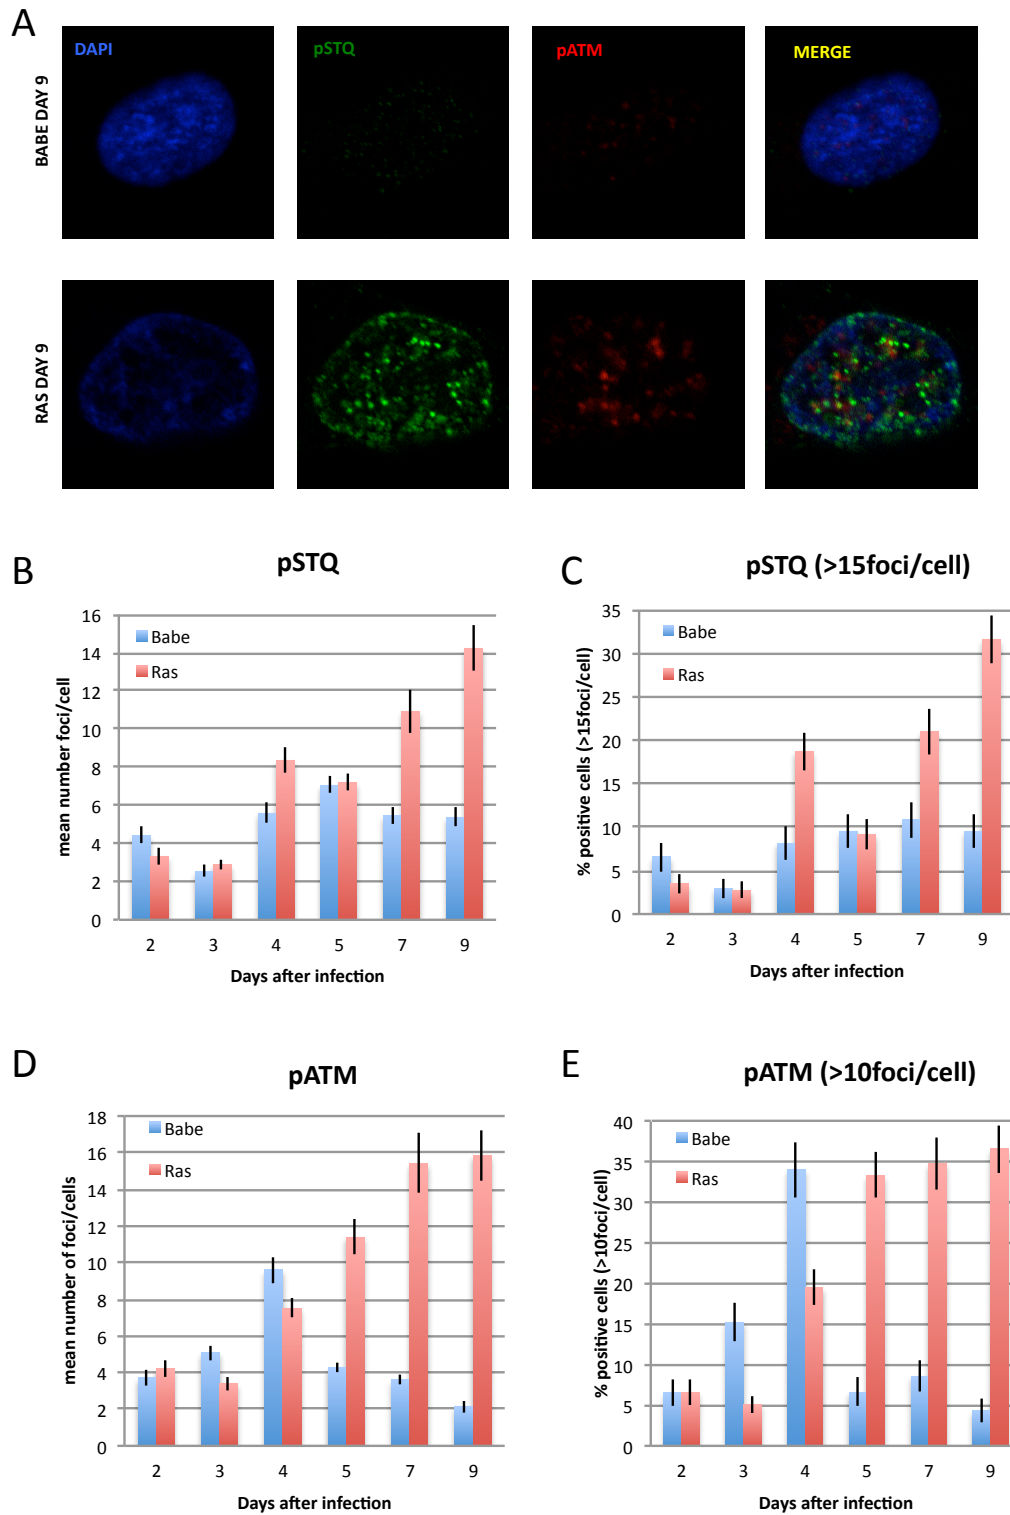 A
DAPI
pSTQ
pATM
MERGE
BABE DAY 9
RAS DAY 9
B
pSTQ
mean number foci/cell
16
14
12
10
8
6
4
2
0
Babe
Ras
2 3 4 5 7 9
Days after infection
C
pSTQ (>15foci/cell)
% positive cells (>15foci/cell)
35
30
25
20
15
10
5
0
Babe
Ras
2 3 4 5 7 9
Days after infection
D
pATM
mean number of foci/cells
18
16
14
12
10
8
6
4
2
0
Babe
Ras
2 3 4 5 7 9
Days after infection
E
pATM (>10foci/cell)
% positive cells (>10foci/cell)
40
35
30
25
20
15
10
5
0
Babe
Ras
2 3 4 5 7 9
Days after infection